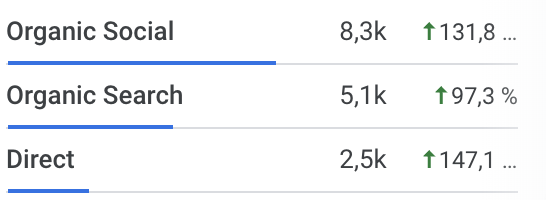 Organic Social 8,3k ↑131,8 ...
Organic Search 5,1k ↑97,3 %
Direct 2,5k ↑147,1 ...